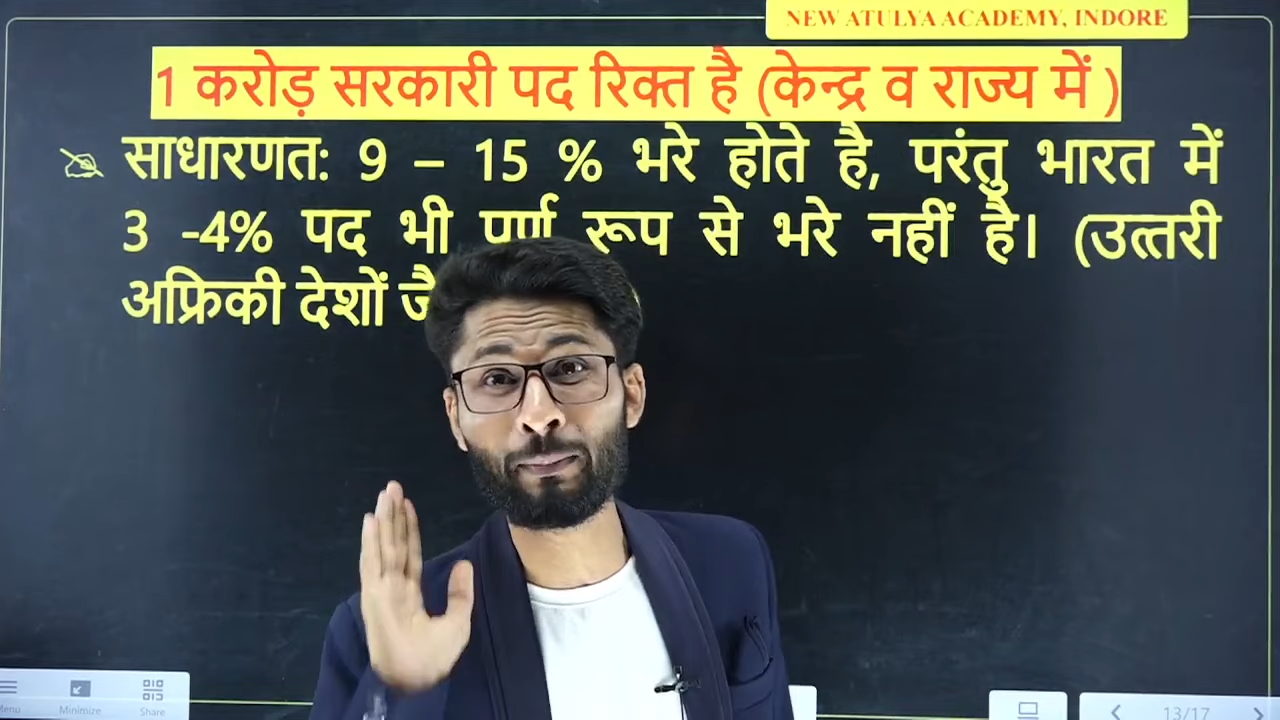 NEW ATULYA ACADEMY, INDORE
1 करोड़ सरकारी पद रिक्त है (केन्द्र व राज्य में )
साधारणत: 9 – 15 % भरे होते है, परंतु भारत में
3 -4% पद भी पूर्ण रूप से भरे नहीं है। (उत्तरी
अफ्रिकी देशों
Menu
Minimize
Share
13/17